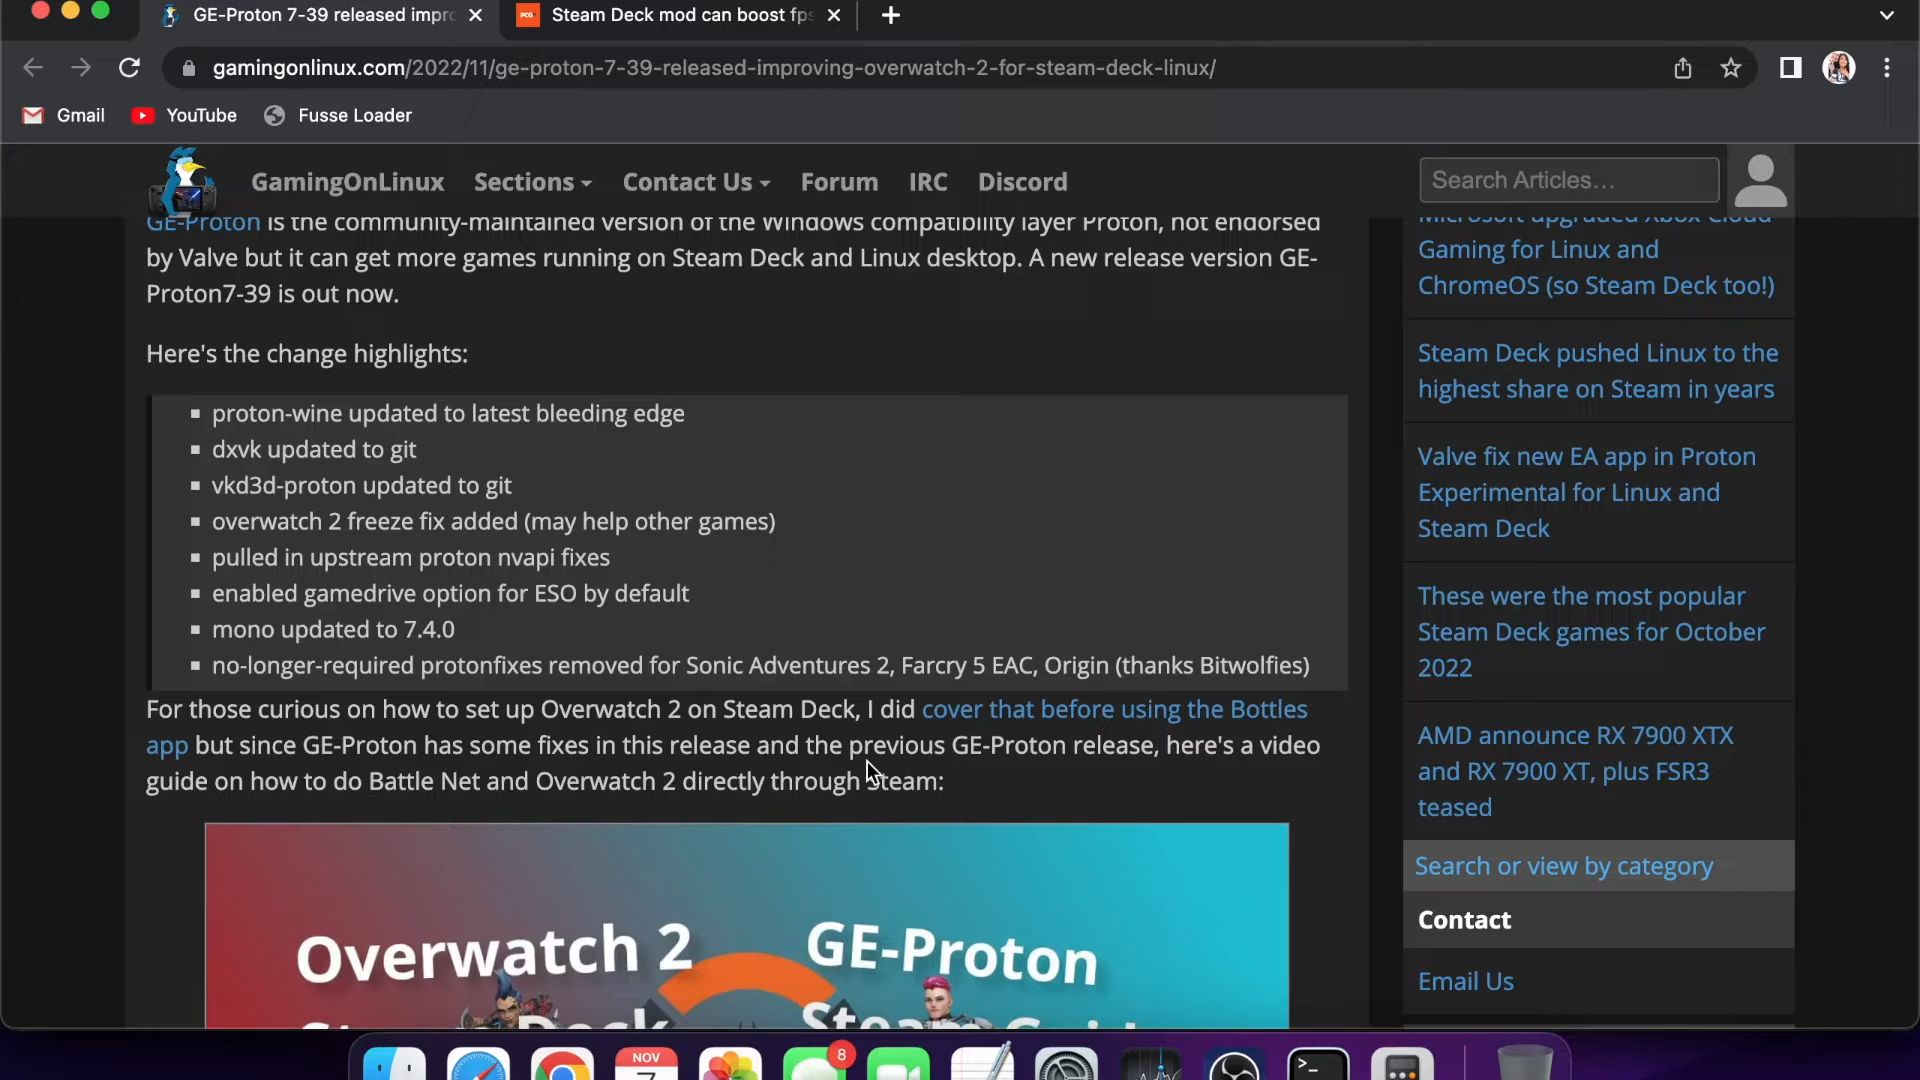 GE-Proton 7-39 released impr
Steam Deck mod can boost fps
gamingonlinux.com/2022/11/ge-proton-7-39-released-improving-overwatch-2-for-steam-deck-linux/
Gmail
YouTube
Fusse Loader
GamingOnLinux
Sections
Contact Us
Forum
IRC
Discord
Search Articles...
GE-Proton is the community-maintained version of the Windows compatibility layer Proton, not endorsed
by Valve but it can get more games running on Steam Deck and Linux desktop. A new release version GE-
Proton7-39 is out now.
Here's the change highlights:
▪ proton-wine updated to latest bleeding edge
▪ dxvk updated to git
▪ vkd3d-proton updated to git
▪ overwatch 2 freeze fix added (may help other games)
▪ pulled in upstream proton nvapi fixes
▪ enabled gamedrive option for ESO by default
▪ mono updated to 7.4.0
▪ no-longer-required protonfixes removed for Sonic Adventures 2, Farcry 5 EAC, Origin (thanks Bitwolfies)
For those curious on how to set up Overwatch 2 on Steam Deck, I did cover that before using the Bottles
app but since GE-Proton has some fixes in this release and the previous GE-Proton release, here's a video
guide on how to do Battle Net and Overwatch 2 directly through Steam:
Overwatch 2
GE-Proton
Steam Deck
Steam Guide
Microsoft upgraded Xbox Cloud
Gaming for Linux and
ChromeOS (so Steam Deck too!)
Steam Deck pushed Linux to the
highest share on Steam in years
Valve fix new EA app in Proton
Experimental for Linux and
Steam Deck
These were the most popular
Steam Deck games for October
2022
AMD announce RX 7900 XTX
and RX 7900 XT, plus FSR3
teased
Search or view by category
Contact
Email Us
NOV
7
8